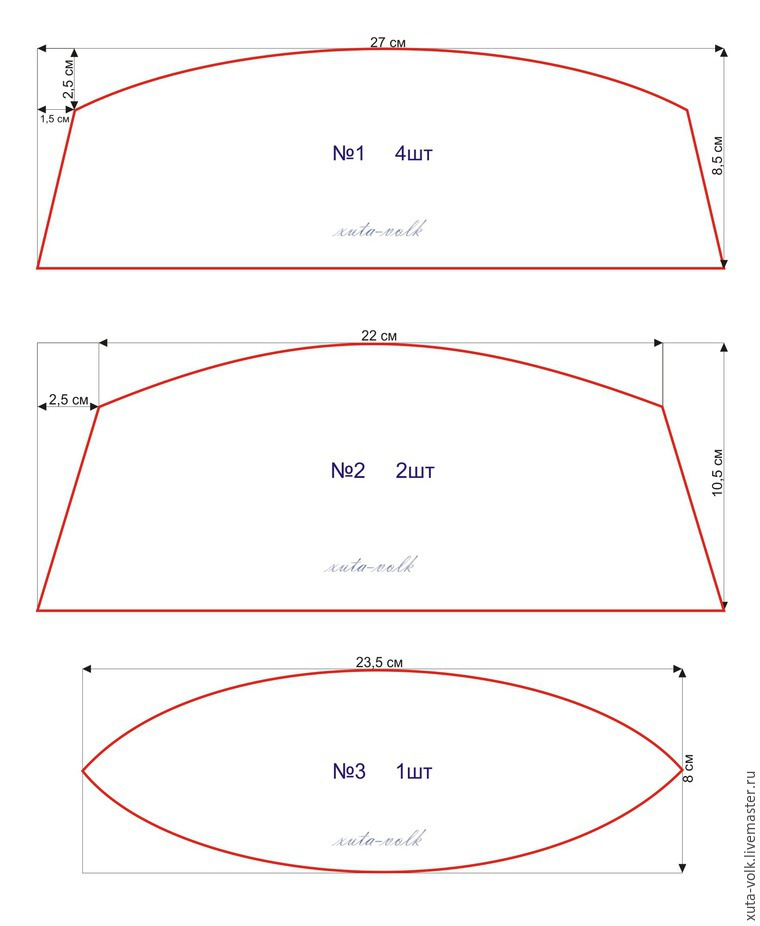 27 см
2,5 см
1,5 см
8,5 см
№1 4шт
xuta-volk
22 см
2,5 см
10,5 см
№2 2шт
xuta-volk
23,5 см
8 см
№3 1шт
xuta-volk
xuta-volk.livemaster.ru